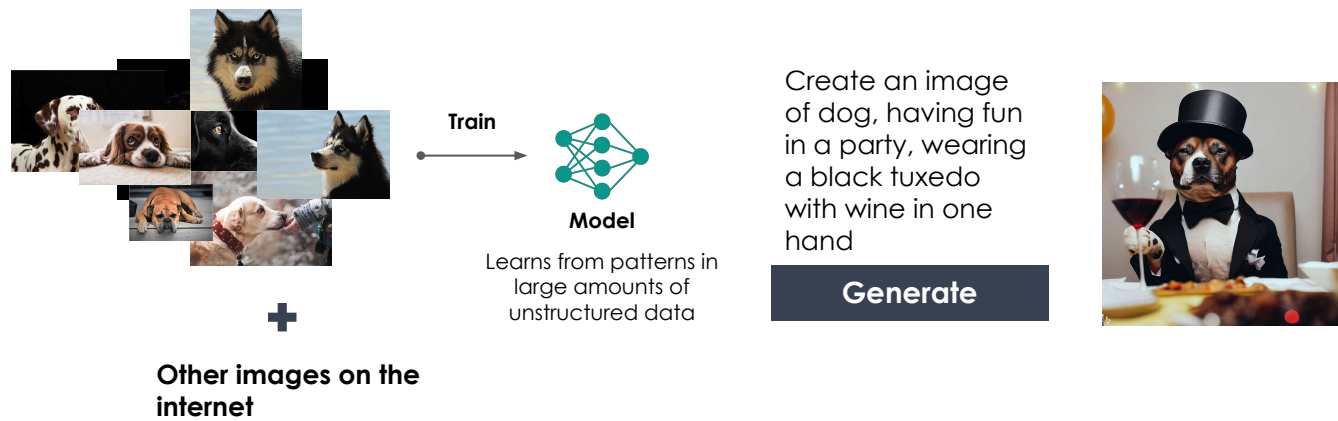 Train
Model
Learns from patterns in
large amounts of
unstructured data
Other images on the
internet
Create an image
of dog, having fun
in a party, wearing
a black tuxedo
with wine in one
hand
Generate